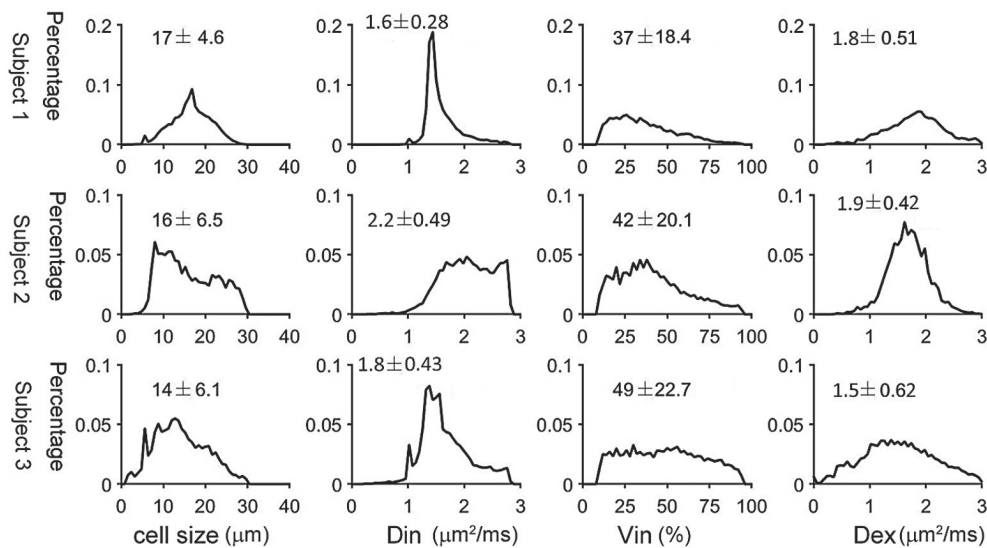 Subject 1
Percentage
0.2
0.1
0
17 ± 4.6
0 10 20 30 40
0.2
0.1
0
1.6±0.28
0 1 2 3
0.2
0.1
0
37±18.4
0 25 50 75 100
0.2
0.1
0
1.8± 0.51
0 1 2 3
Subject 2
Percentage
0.1
0.05
0
16± 6.5
0 10 20 30 40
0.1
0.05
0
2.2±0.49
0 1 2 3
0.1
0.05
0
42±20.1
0 25 50 75 100
0.1
0.05
0
1.9±0.42
0 1 2 3
Subject 3
Percentage
0.1
0.05
0
14± 6.1
0 10 20 30 40
cell size (μm)
0.1
0.05
0
1.8±0.43
0 1 2 3
Din (μm²/ms)
0.1
0.05
0
49±22.7
0 25 50 75 100
Vin (%)
0.1
0.05
0
1.5±0.62
0 1 2 3
Dex(μm²/ms)